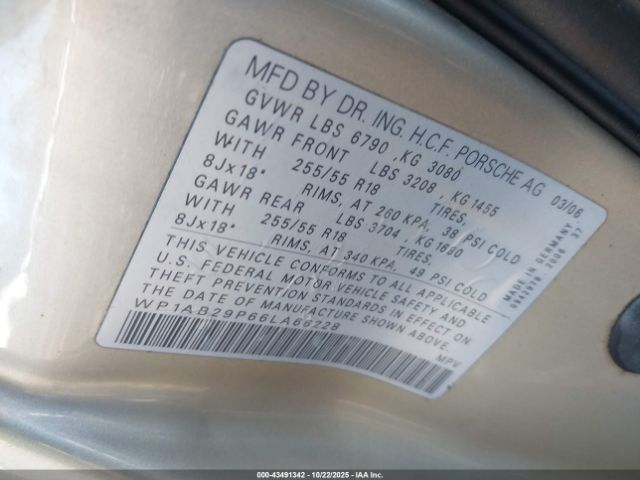 MFD BY DR. ING. H.C.F. PORSCHE AG 03/06
GVWR LBS 6790 , KG 3080
GAWR FRONT LBS 3208 , KG 1455
WITH 255/55 R18 TIRES,
8Jx18" RIMS, AT 260 KPA, 38 PSI COLD
GAWR REAR LBS 3704 , KG 1680
WITH 255/55 R18 TIRES,
8Jx18" RIMS, AT 340 KPA, 49 PSI COLD
THIS VEHICLE CONFORMS TO ALL APPLICABLE
U.S. FEDERAL MOTOR VEHICLE SAFETY AND
THEFT PREVENTION STANDARDS IN EFFECT ON
THE DATE OF MANUFACTURE SHOWN ABOVE.
WP1AB29P66LA66228
MPV
MADE IN GERMANY
2006 37
000-43491342 | 10/22/2025 - IAA Inc.